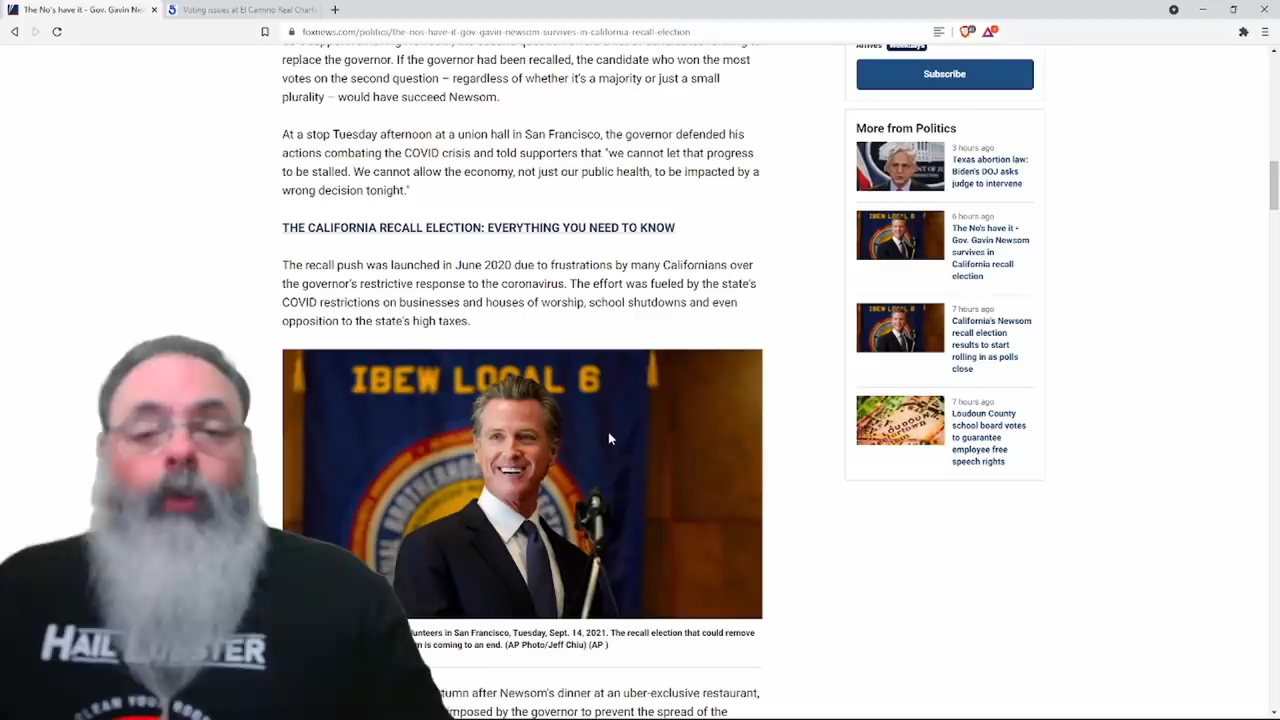 The No's have it - Gov. Gavin Ne
Voting issues at El Camino Real Chart
foxnews.com/politics/the-nos-have-it-gov-gavin-newsom-survives-in-california-recall-election
replace the governor. If the governor had been recalled, the candidate who won the most
votes on the second question – regardless of whether it's a majority or just a small
plurality – would have succeed Newsom.
At a stop Tuesday afternoon at a union hall in San Francisco, the governor defended his
actions combating the COVID crisis and told supporters that "we cannot let that progress
to be stalled. We cannot allow the economy, not just our public health, to be impacted by a
wrong decision tonight."
THE CALIFORNIA RECALL ELECTION: EVERYTHING YOU NEED TO KNOW
The recall push was launched in June 2020 due to frustrations by many Californians over
the governor's restrictive response to the coronavirus. The effort was fueled by the state's
COVID restrictions on businesses and houses of worship, school shutdowns and even
opposition to the state's high taxes.
IBEW LOCAL 6
unteers in San Francisco, Tuesday, Sept. 14, 2021. The recall election that could remove
is coming to an end. (AP Photo/Jeff Chiu) (AP )
tumn after Newsom's dinner at an uber-exclusive restaurant,
mposed by the governor to prevent the spread of the
HAIL
STER
CLEAN YOUR
Arrives Weekdays
Subscribe
More from Politics
3 hours ago
Texas abortion law:
Biden's DOJ asks
judge to intervene
6 hours ago
The No's have it -
Gov. Gavin Newsom
survives in
California recall
election
7 hours ago
California's Newsom
recall election
results to start
rolling in as polls
close
7 hours ago
Loudoun County
school board votes
to guarantee
employee free
speech rights